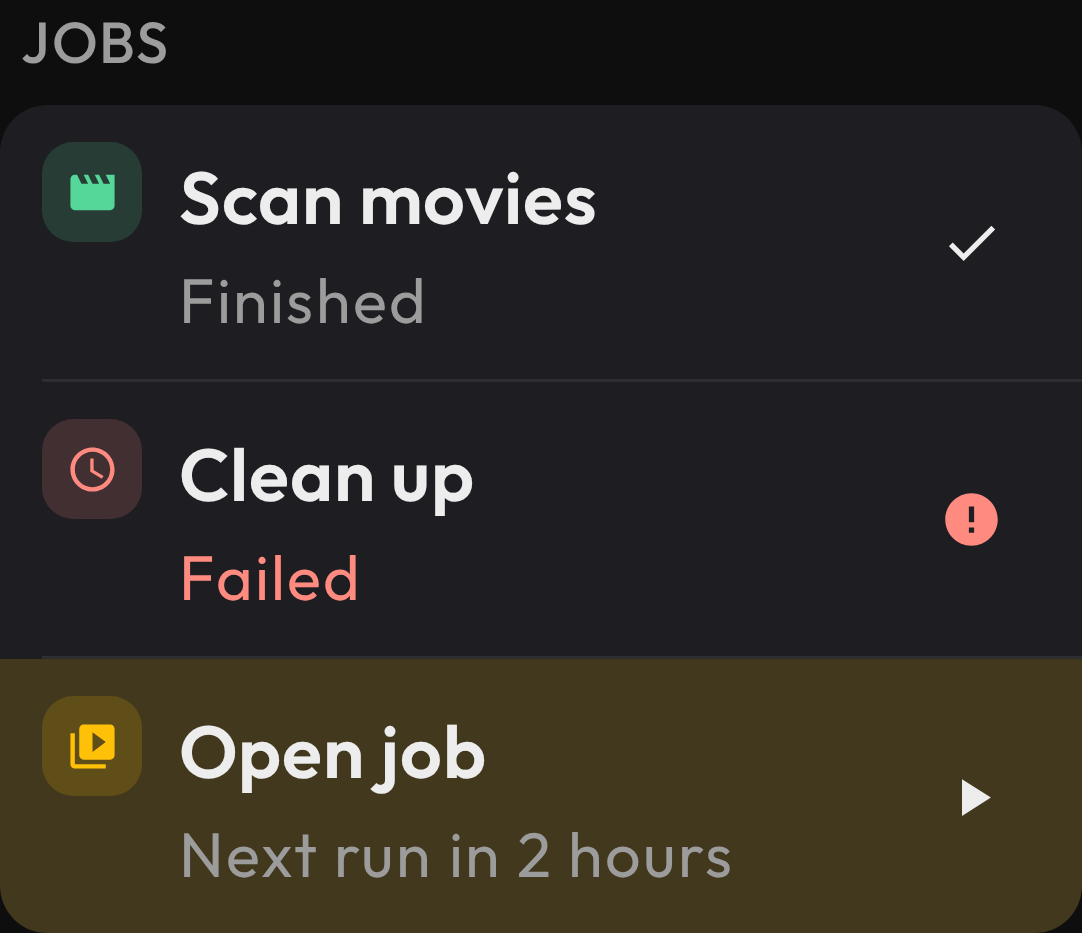 JOBS
Scan movies
Finished
Clean up
Failed
Open job
Next run in 2 hours